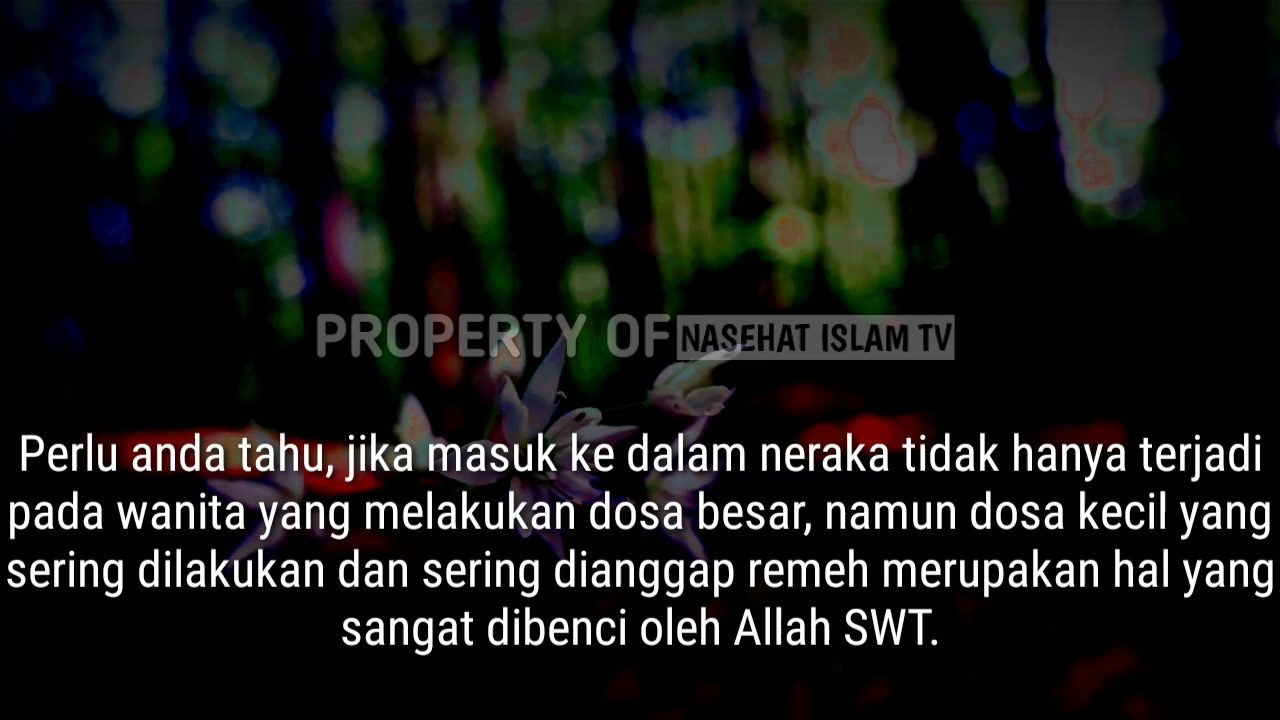 PROPERTY OF NASEHAT ISLAM TV
Perlu anda tahu, jika masuk ke dalam neraka tidak hanya terjadi
pada wanita yang melakukan dosa besar, namun dosa kecil yang
sering dilakukan dan sering dianggap remeh merupakan hal yang
sangat dibenci oleh Allah SWT.